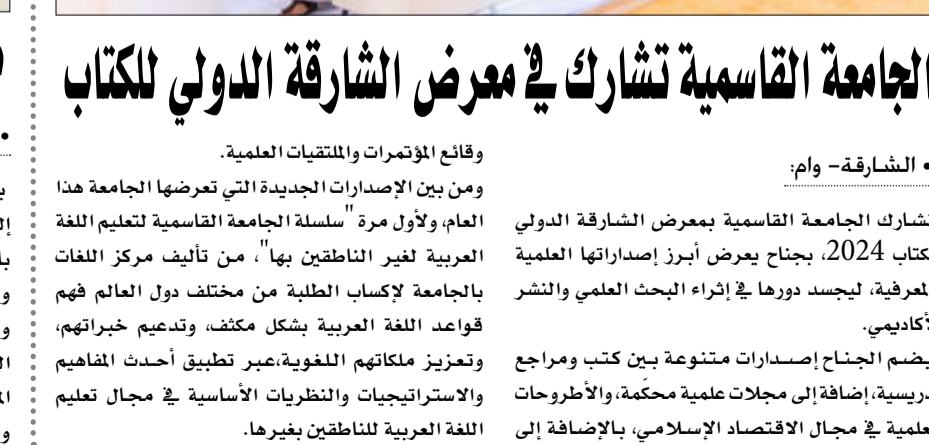 الجامعة القاسمية تشارك في معرض الشارقة الدولي للكتاب
• الشارقة- وام:
تشارك الجامعة القاسمية بمعرض الشارقة الدولي
للكتاب 2024، بجناح يعرض أبرز إصداراتها العلمية
والمعرفية، ليجسد دورها في إثراء البحث العلمي والنشر
الأكاديمي.
ويضم الجناح إصدارات متنوعة بين كتب ومراجع
تدريسية، إضافة إلى مجلات علمية محكّمة، والأطروحات
العلمية في مجال الاقتصاد الإسلامي، بالإضافة إلى
وقائع المؤتمرات والملتقيات العلمية.
ومن بين الإصدارات الجديدة التي تعرضها الجامعة هذا
العام، ولأول مرة "سلسلة الجامعة القاسمية لتعليم اللغة
العربية لغير الناطقين بها"، من تأليف مركز اللغات
بالجامعة لإكساب الطلبة من مختلف دول العالم فهم
قواعد اللغة العربية بشكل مكثف، وتدعيم خبراتهم،
وتعزيز ملكاتهم اللغوية،عبر تطبيق أحدث المفاهيم
والاستراتيجيات والنظريات الأساسية في مجال تعليم
اللغة العربية للناطقين بغيرها.